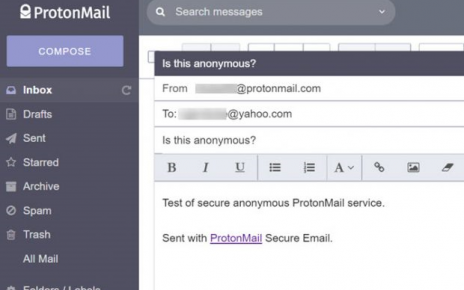 ProtonMail
Search messages
COMPOSE
Is this anonymous?
Inbox
From @protonmail.com
Drafts
To: @yahoo.com
Sent
Is this anonymous?
Starred
B I U A
Archive
Spam
Test of secure anonymous ProtonMail service.
Trash
Sent with ProtonMail Secure Email.
All Mail
Folders / Labels